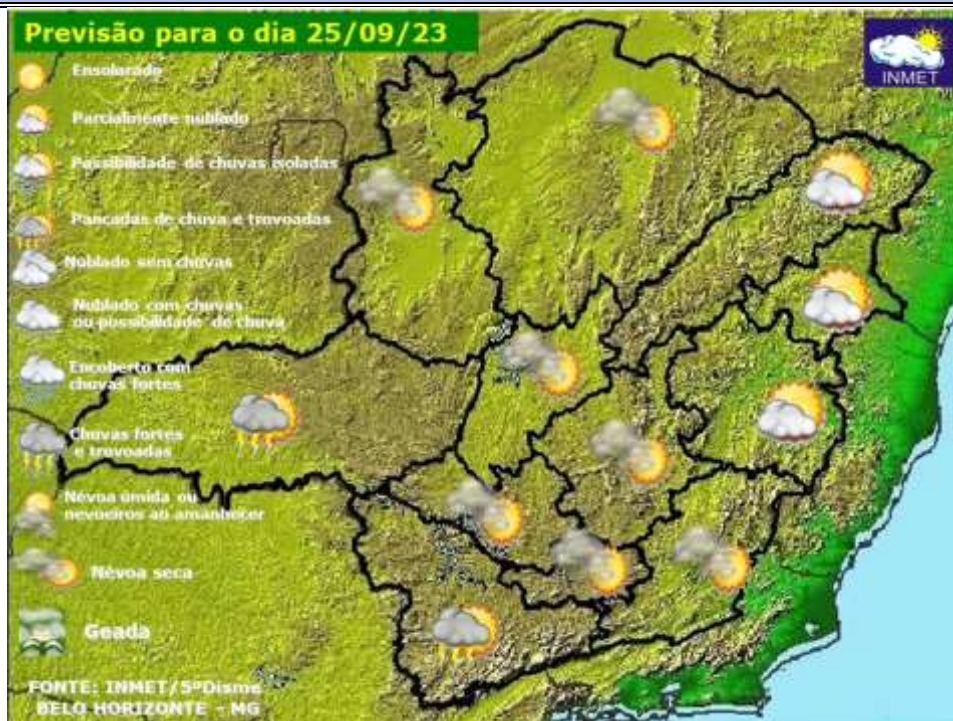 Previsão para o dia 25/09/23
INMET
Ensolarado
Parcialmente nublado
Possibilidade de chuvas isoladas
Pancadas de chuva e trovoadas
Nublado sem chuvas
Nublado com chuvas
ou possibilidade de chuva
Encoberto com
chuvas fortes
Chuvas fortes
e trovoadas
Névoa úmida ou
nevoeiros ao amanhecer
Névoa seca
Geada
FONTE: INMET/5ºDisme
BELO HORIZONTE - MG